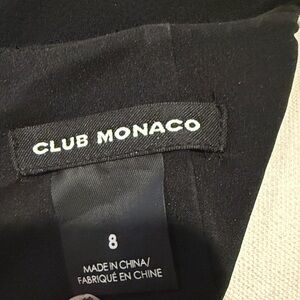 CLUB MONACO
8
MADE IN CHINA/
FABRIQUÉ EN CHINE